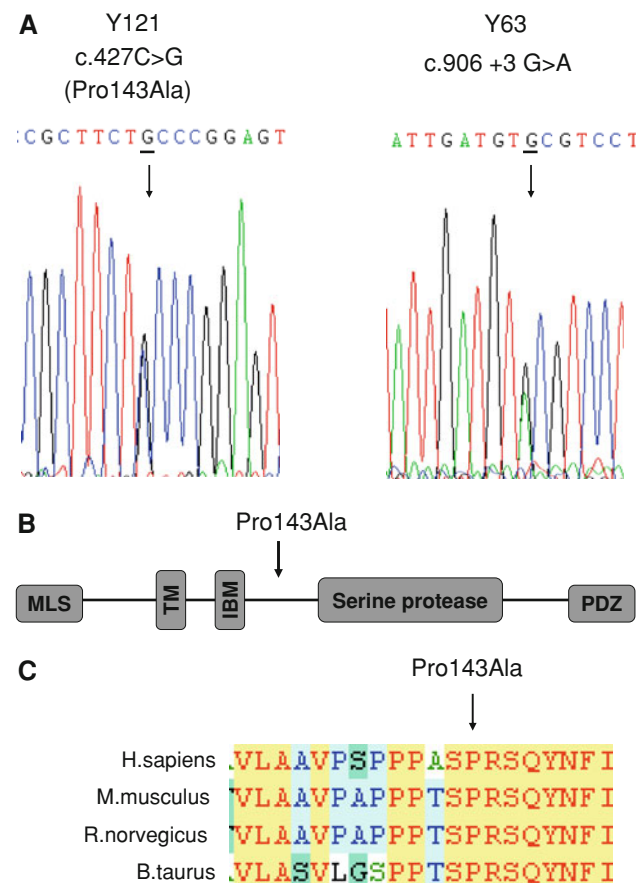 A
Y121
c.427C>G
(Pro143Ala)
Y63
c.906 +3 G>A
CGCTTCTGCCCGGAGT
ATTGATGTGCGTCCT
B
Pro143Ala
MLS
TM
IBM
Serine protease
PDZ
C
Pro143Ala
H.sapiens VLAAVPSPPPASPRSQYNFI
M.musculus VLAAVPAPPPTSPRSQYNFI
R.norvegicus VLAAVPAPPPTSPRSQYNFI
B.taurus VLASVLGSPPTSPRSQYNFI